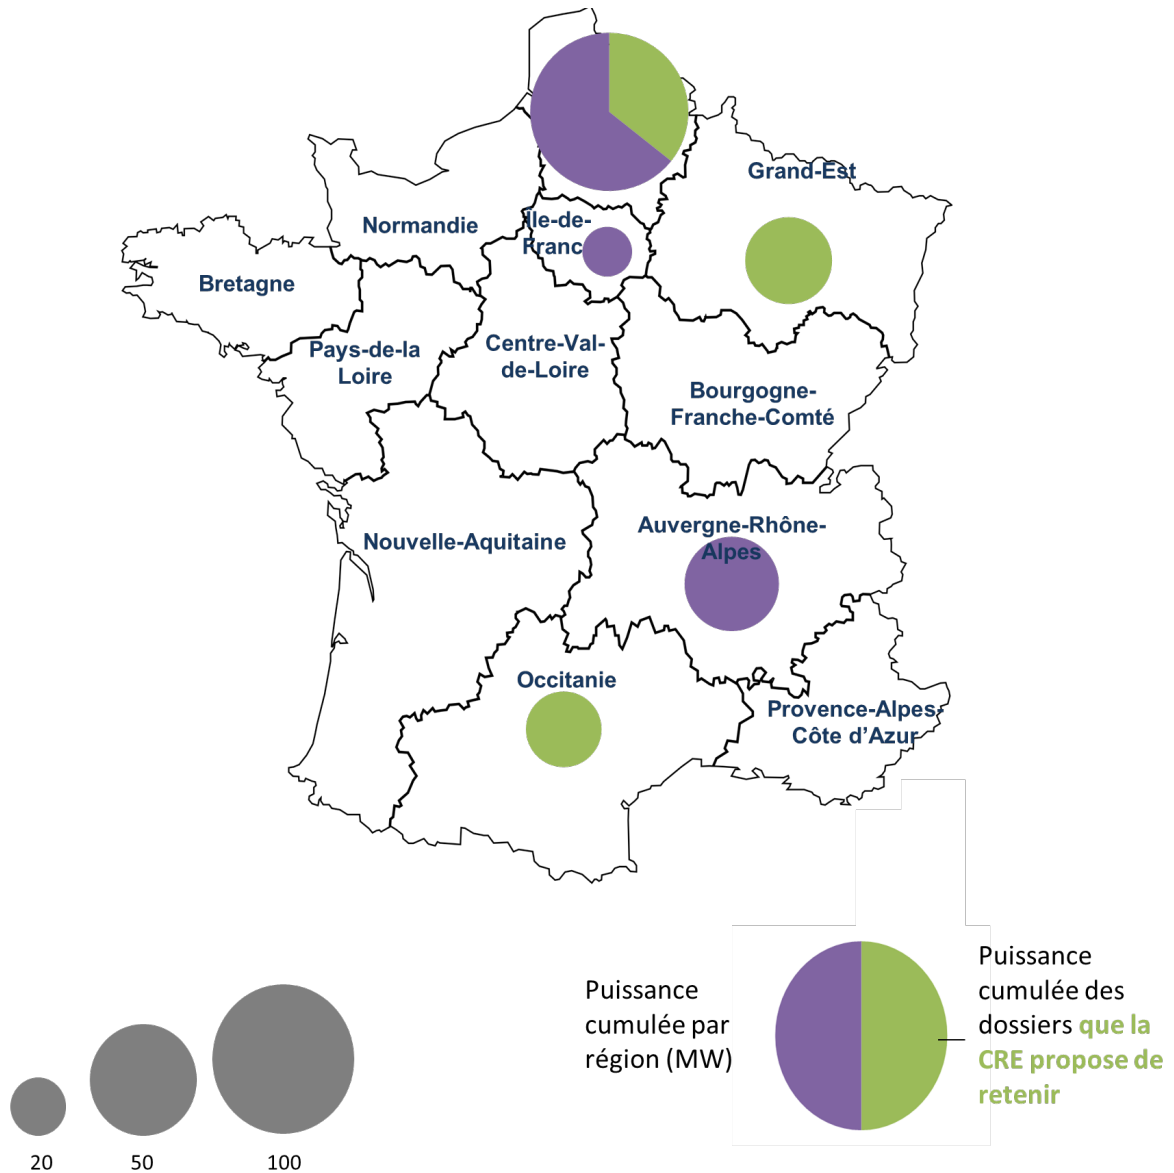 Grand-Est
Normandie
Île-de-
Franc
Bretagne
Pays-de-la
Loire
Centre-Val-
de-Loire
Bourgogne-
Franche-Comté
Auvergne-Rhône-
Alpes
Nouvelle-Aquitaine
Occitanie
Provence-Alpes-
Côte d’Azur
Puissance
cumulée par
région (MW)
Puissance
cumulée des
dossiers que la
CRE propose de
retenir
20
50
100